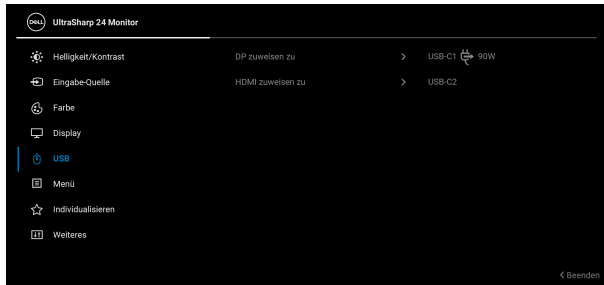 DELL UltraSharp 24 Monitor
Helligkeit/Kontrast DP zuweisen zu > USB-C1 90W
Eingabe-Quelle HDMI zuweisen zu > USB-C2
Farbe
Display
USB
Menü
Individualisieren
Weiteres
< Beenden